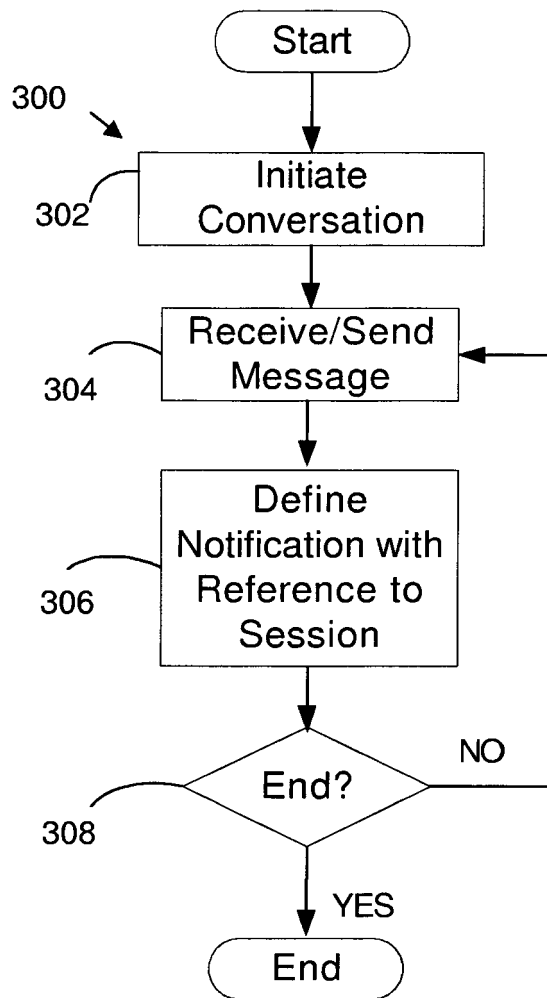 Start
300
Initiate
Conversation
302
Receive/Send
Message
304
Define
Notification with
Reference to
Session
306
End?
NO
308
YES
End